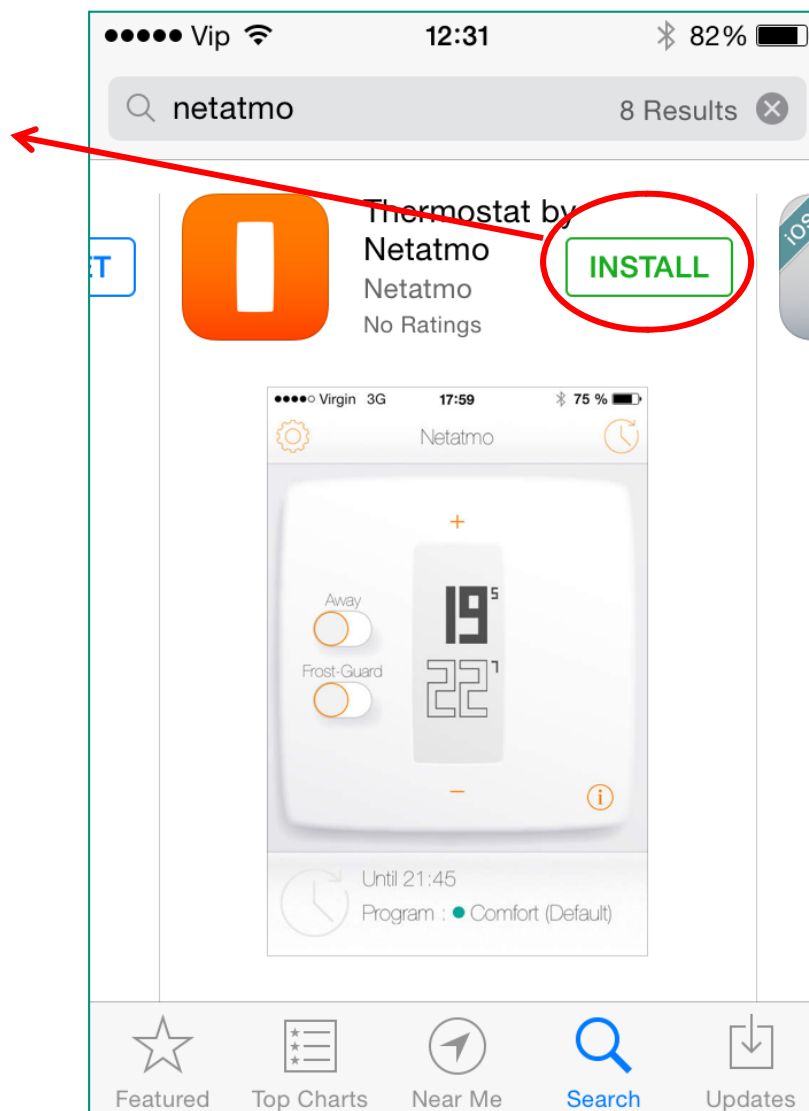 Vip 12:31 82%
netatmo 8 Results
Thermostat by
Netatmo
Netatmo
No Ratings
ET
INSTALL
iOS
Virgin 3G 17:59 75 %
Netatmo
+
Away
19 5
Frost-Guard
22 7
−
i
Until 21:45
Program : Comfort (Default)
Featured Top Charts Near Me Search Updates